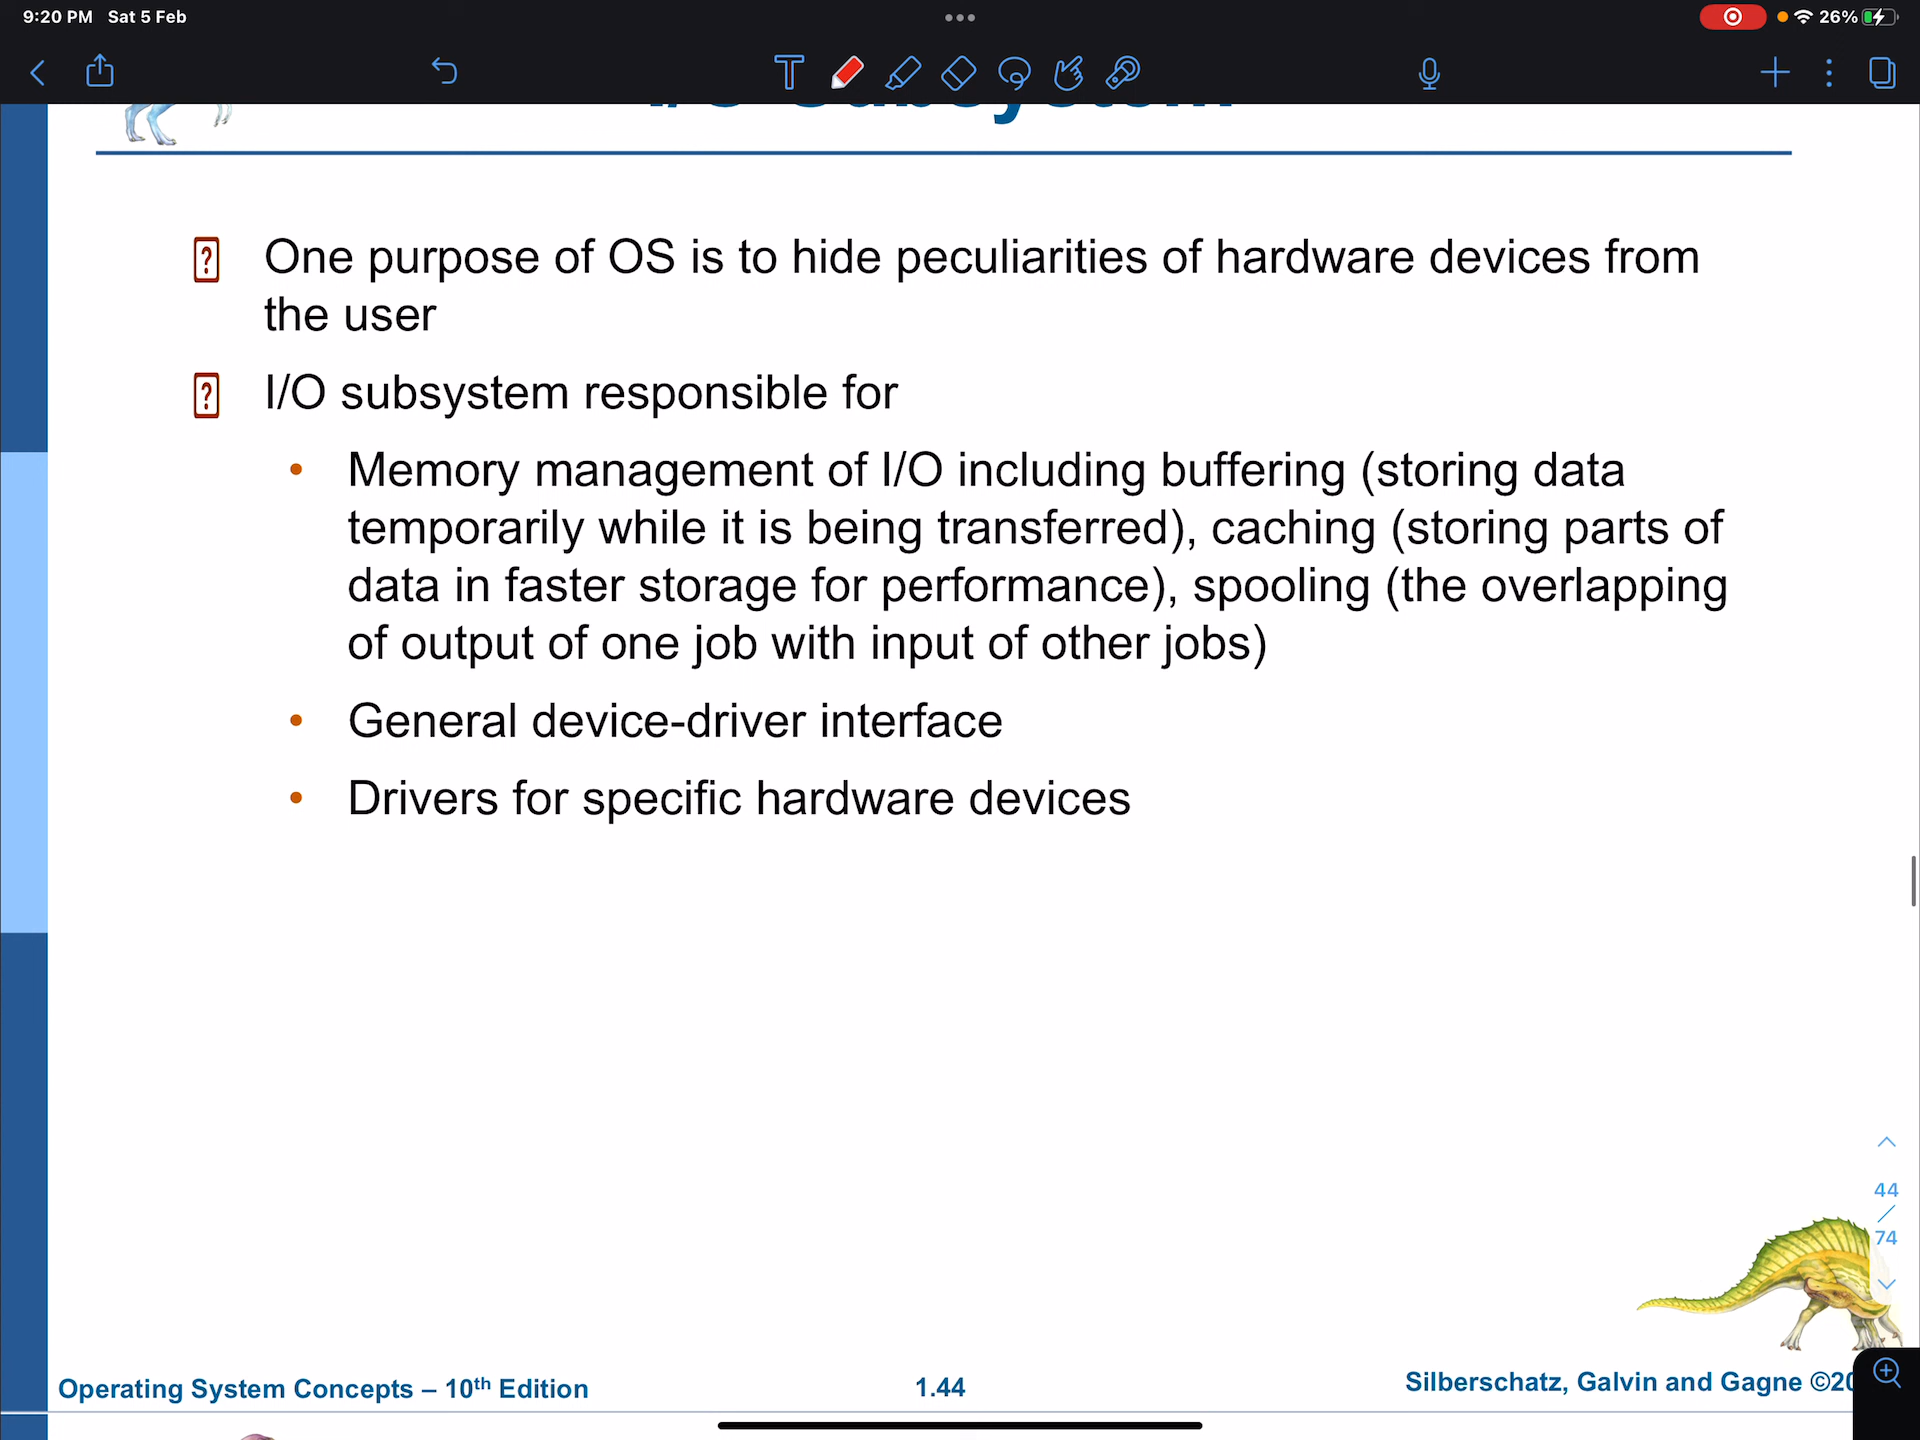 9:20 PM Sat 5 Feb
26%
I/O Subsystem
One purpose of OS is to hide peculiarities of hardware devices from
the user
I/O subsystem responsible for
• Memory management of I/O including buffering (storing data
temporarily while it is being transferred), caching (storing parts of
data in faster storage for performance), spooling (the overlapping
of output of one job with input of other jobs)
• General device-driver interface
• Drivers for specific hardware devices
44
/
74
Operating System Concepts – 10th Edition
1.44
Silberschatz, Galvin and Gagne ©20